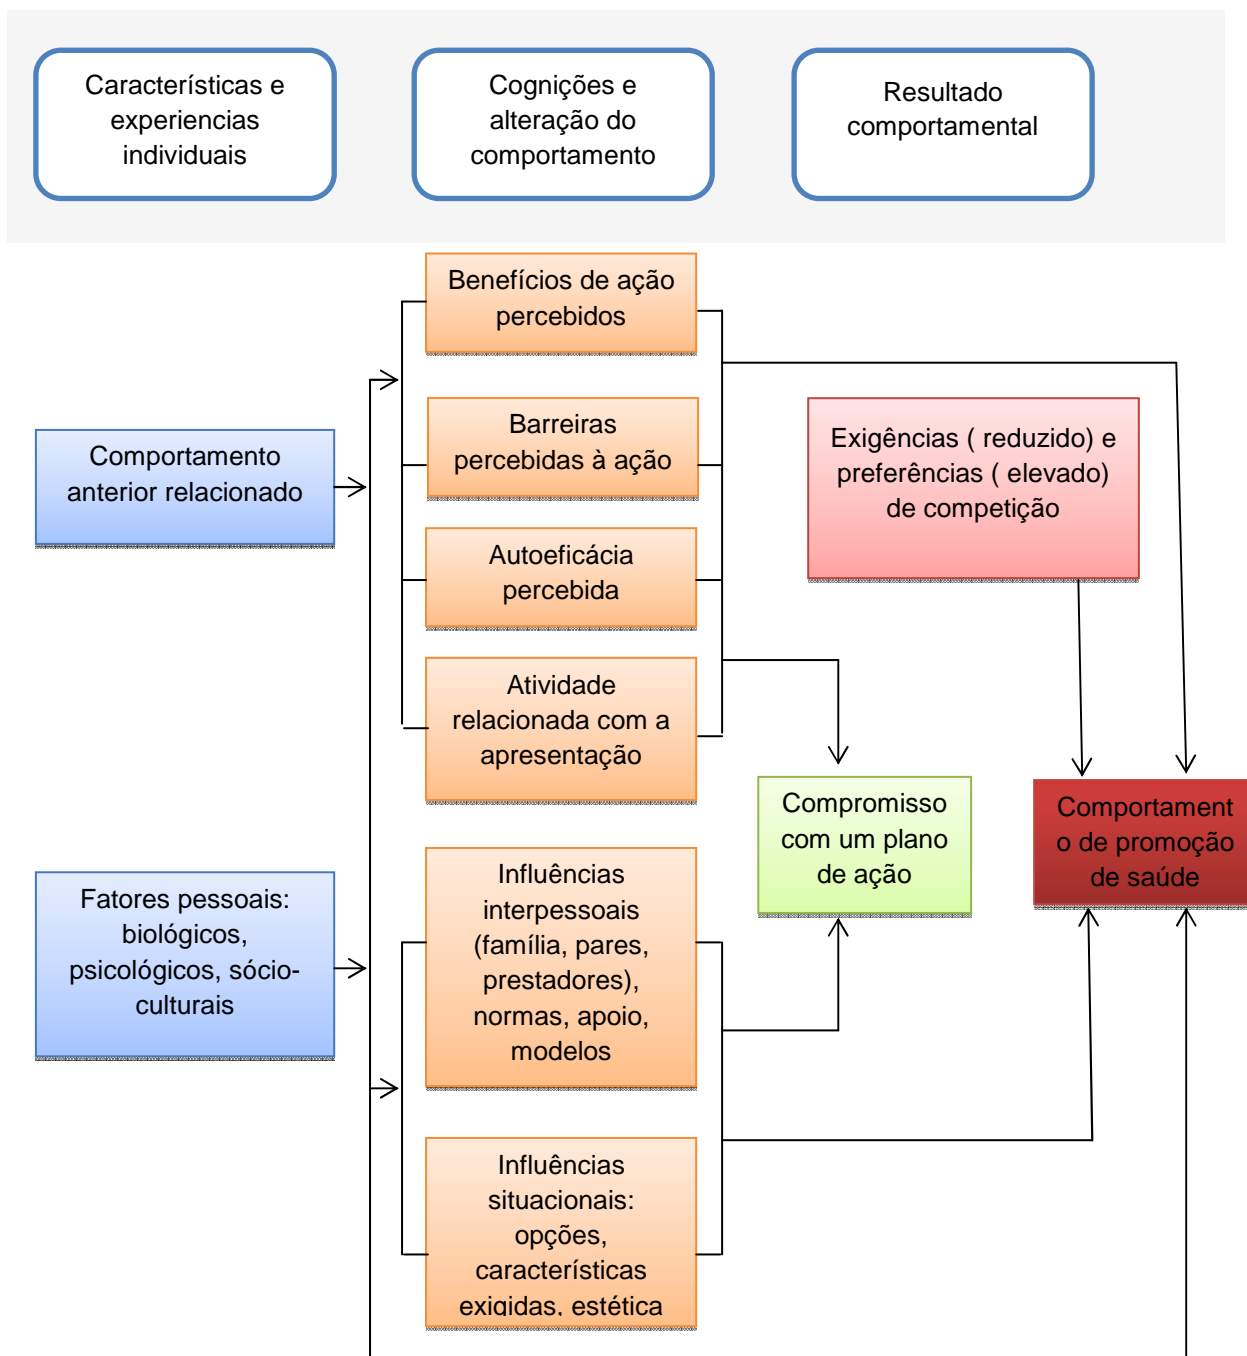 Características e
experiencias
individuais
Cognições e
alteração do
comportamento
Resultado
comportamental
Benefícios de ação
percebidos
Comportamento
anterior relacionado
Barreiras
percebidas à ação
Exigências ( reduzido) e
preferências ( elevado)
de competição
Autoeficácia
percebida
Atividade
relacionada com a
apresentação
Compromisso
com um plano
de ação
Comportament
o de promoção
de saúde
Fatores pessoais:
biológicos,
psicológicos, sócio-
culturais
Influências
interpessoais
(família, pares,
prestadores),
normas, apoio,
modelos
Influências
situacionais:
opções,
características
exigidas, estética